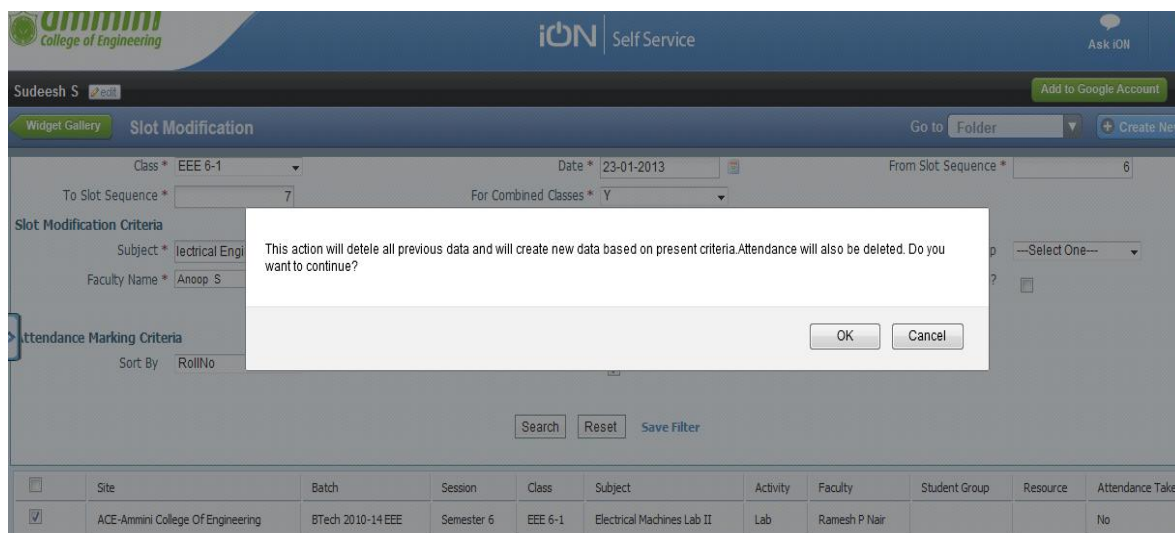 ammini
College of Engineering
iON Self Service
Ask iON
Sudeesh S edit
Add to Google Account
Widget Gallery Slot Modification Go to Folder Create New
Class * EEE 6-1 Date * 23-01-2013 From Slot Sequence * 6
To Slot Sequence * 7 For Combined Classes * Y
Slot Modification Criteria
Subject * lectrical Engi ---Select One---
This action will detele all previous data and will create new data based on present criteria.Attendance will also be deleted. Do you
want to continue?
Faculty Name * Anoop S ?
OK Cancel
ttendance Marking Criteria
Sort By RollNo
Search Reset Save Filter
Site Batch Session Class Subject Activity Faculty Student Group Resource Attendance Take
ACE-Ammini College Of Engineering BTech 2010-14 EEE Semester 6 EEE 6-1 Electrical Machines Lab II Lab Ramesh P Nair No